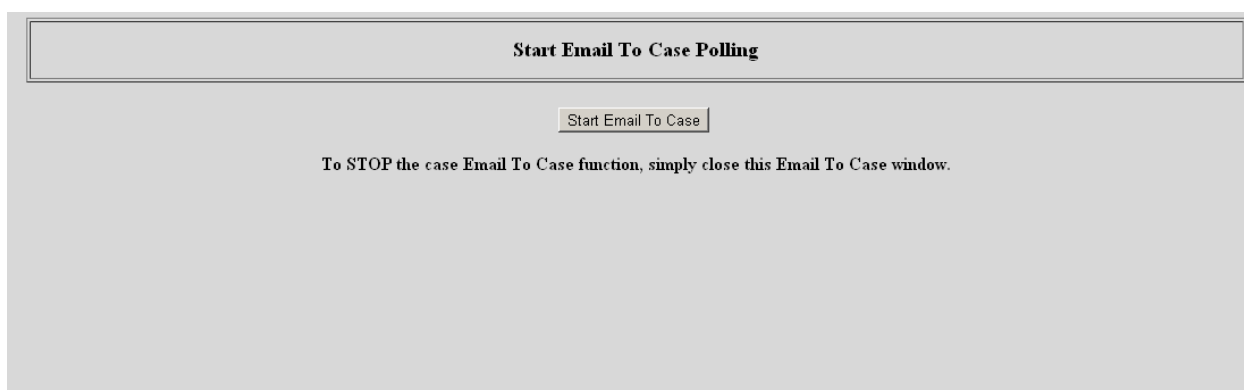 Start Email To Case Polling
Start Email To Case
To STOP the case Email To Case function, simply close this Email To Case window.